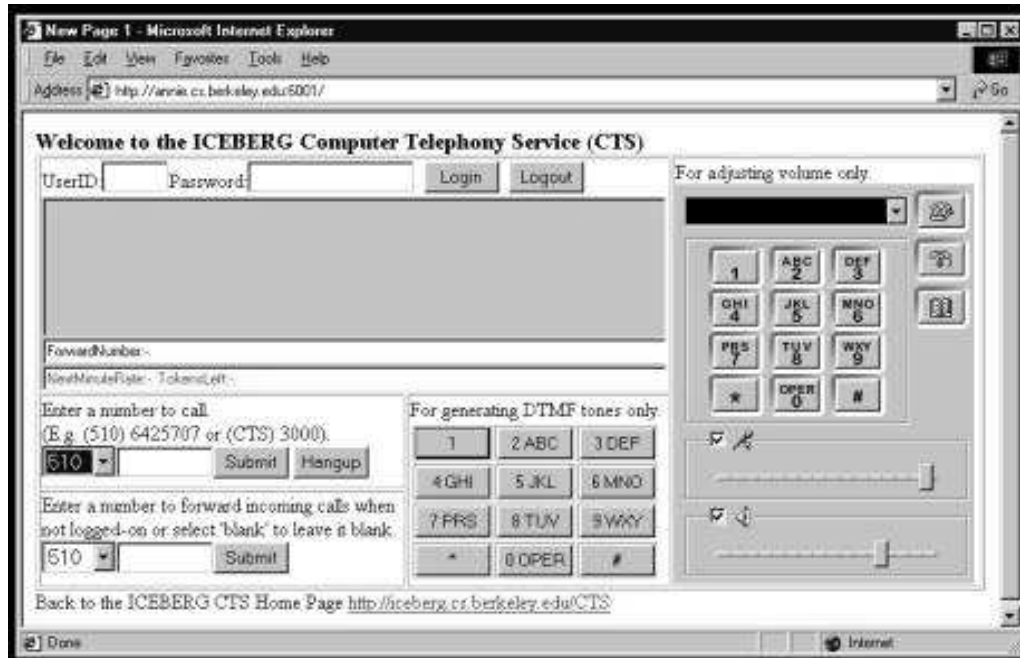 New Page 1 - Microsoft Internet Explorer
File Edit View Favorites Tools Help
Address http://annie.cs.berkeley.edu:6001/ Go
Welcome to the ICEBERG Computer Telephony Service (CTS)
UserID: Password: Login Logout
ForwardNumber:-.
NextMinuteRate:- TokensLeft:-.
Enter a number to call.
(E.g. (510) 6425707 or (CTS) 3000).
510 Submit Hangup
Enter a number to forward incoming calls when
not logged-on or select 'blank' to leave it blank.
510 Submit
For generating DTMF tones only.
1 2 ABC 3 DEF
4 GHI 5 JKL 6 MNO
7 PRS 8 TUV 9 WXY
* 0 OPER #
For adjusting volume only.
1 ABC 2 DEF 3
GHI 4 JKL 5 MNO 6
PRS 7 TUV 8 WXY 9
* OPER 0 #
Back to the ICEBERG CTS Home Page http://iceberg.cs.berkeley.edu/CTS
Done Internet